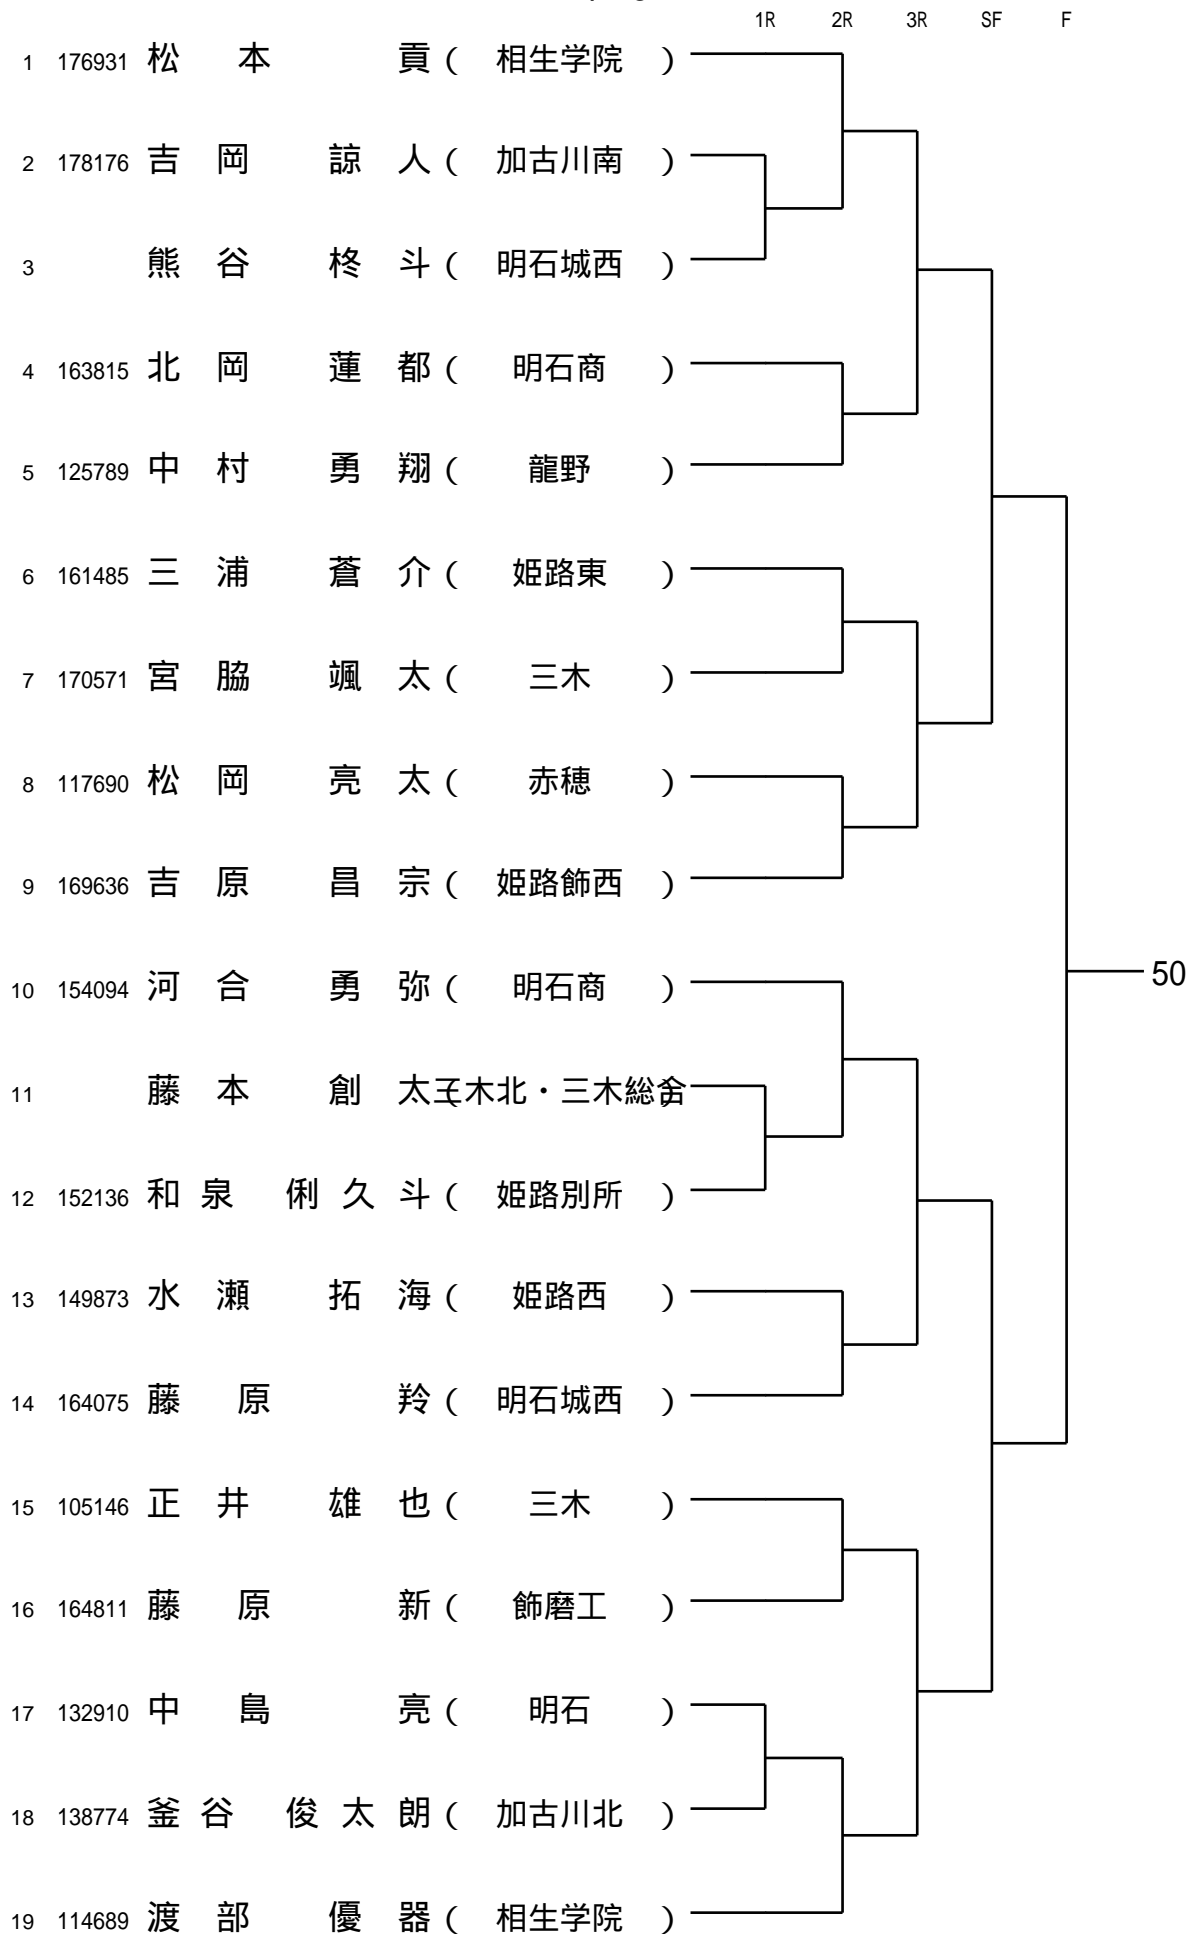 1R 2R 3R SF F
1 176931 松本 貢 ( 相生学院 )
2 178176 吉岡 諒人 ( 加古川南 )
3 熊谷 柊斗 ( 明石城西 )
4 163815 北岡 蓮都 ( 明石商 )
5 125789 中村 勇翔 ( 龍野 )
6 161485 三浦 蒼介 ( 姫路東 )
7 170571 宮脇 颯太 ( 三木 )
8 117690 松岡 亮太 ( 赤穂 )
9 169636 吉原 昌宗 ( 姫路飾西 )
10 154094 河合 勇弥 ( 明石商 )
50
11 藤本 創太 ( 三木北・三木総合 )
12 152136 和泉 俐久斗 ( 姫路別所 )
13 149873 水瀬 拓海 ( 姫路西 )
14 164075 藤原 羚 ( 明石城西 )
15 105146 正井 雄也 ( 三木 )
16 164811 藤原 新 ( 飾磨工 )
17 132910 中島 亮 ( 明石 )
18 138774 釜谷 俊太朗 ( 加古川北 )
19 114689 渡部 優器 ( 相生学院 )